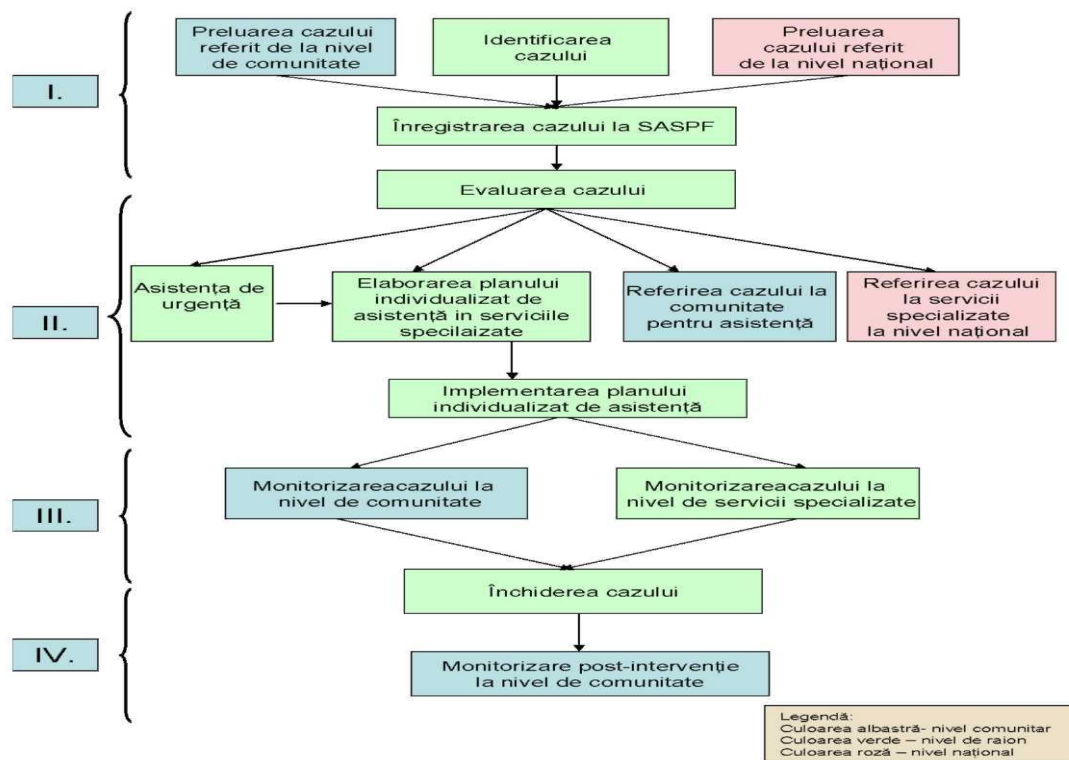 Preluarea cazului
referit de la nivel
de comunitate
Identificarea
cazului
Preluarea
cazului referit
de la nivel național
I.
Înregistrarea cazului la SASPF
Evaluarea cazului
II.
Asistența de
urgență
Elaborarea planului
individualizat de
asistență in serviciile
specilaizate
Referirea cazului la
comunitate
pentru asistență
Referirea cazului
la servicii
specializate
la nivel național
Implementarea planului
individualizat de asistență
III.
Monitorizareacazului la
nivel de comunitate
Monitorizareacazului la
nivel de servicii specializate
Închiderea cazului
IV.
Monitorizare post-intervenție
la nivel de comunitate
Legendă:
Culoarea albastră- nivel comunitar
Culoarea verde – nivel de raion
Culoarea roză – nivel național